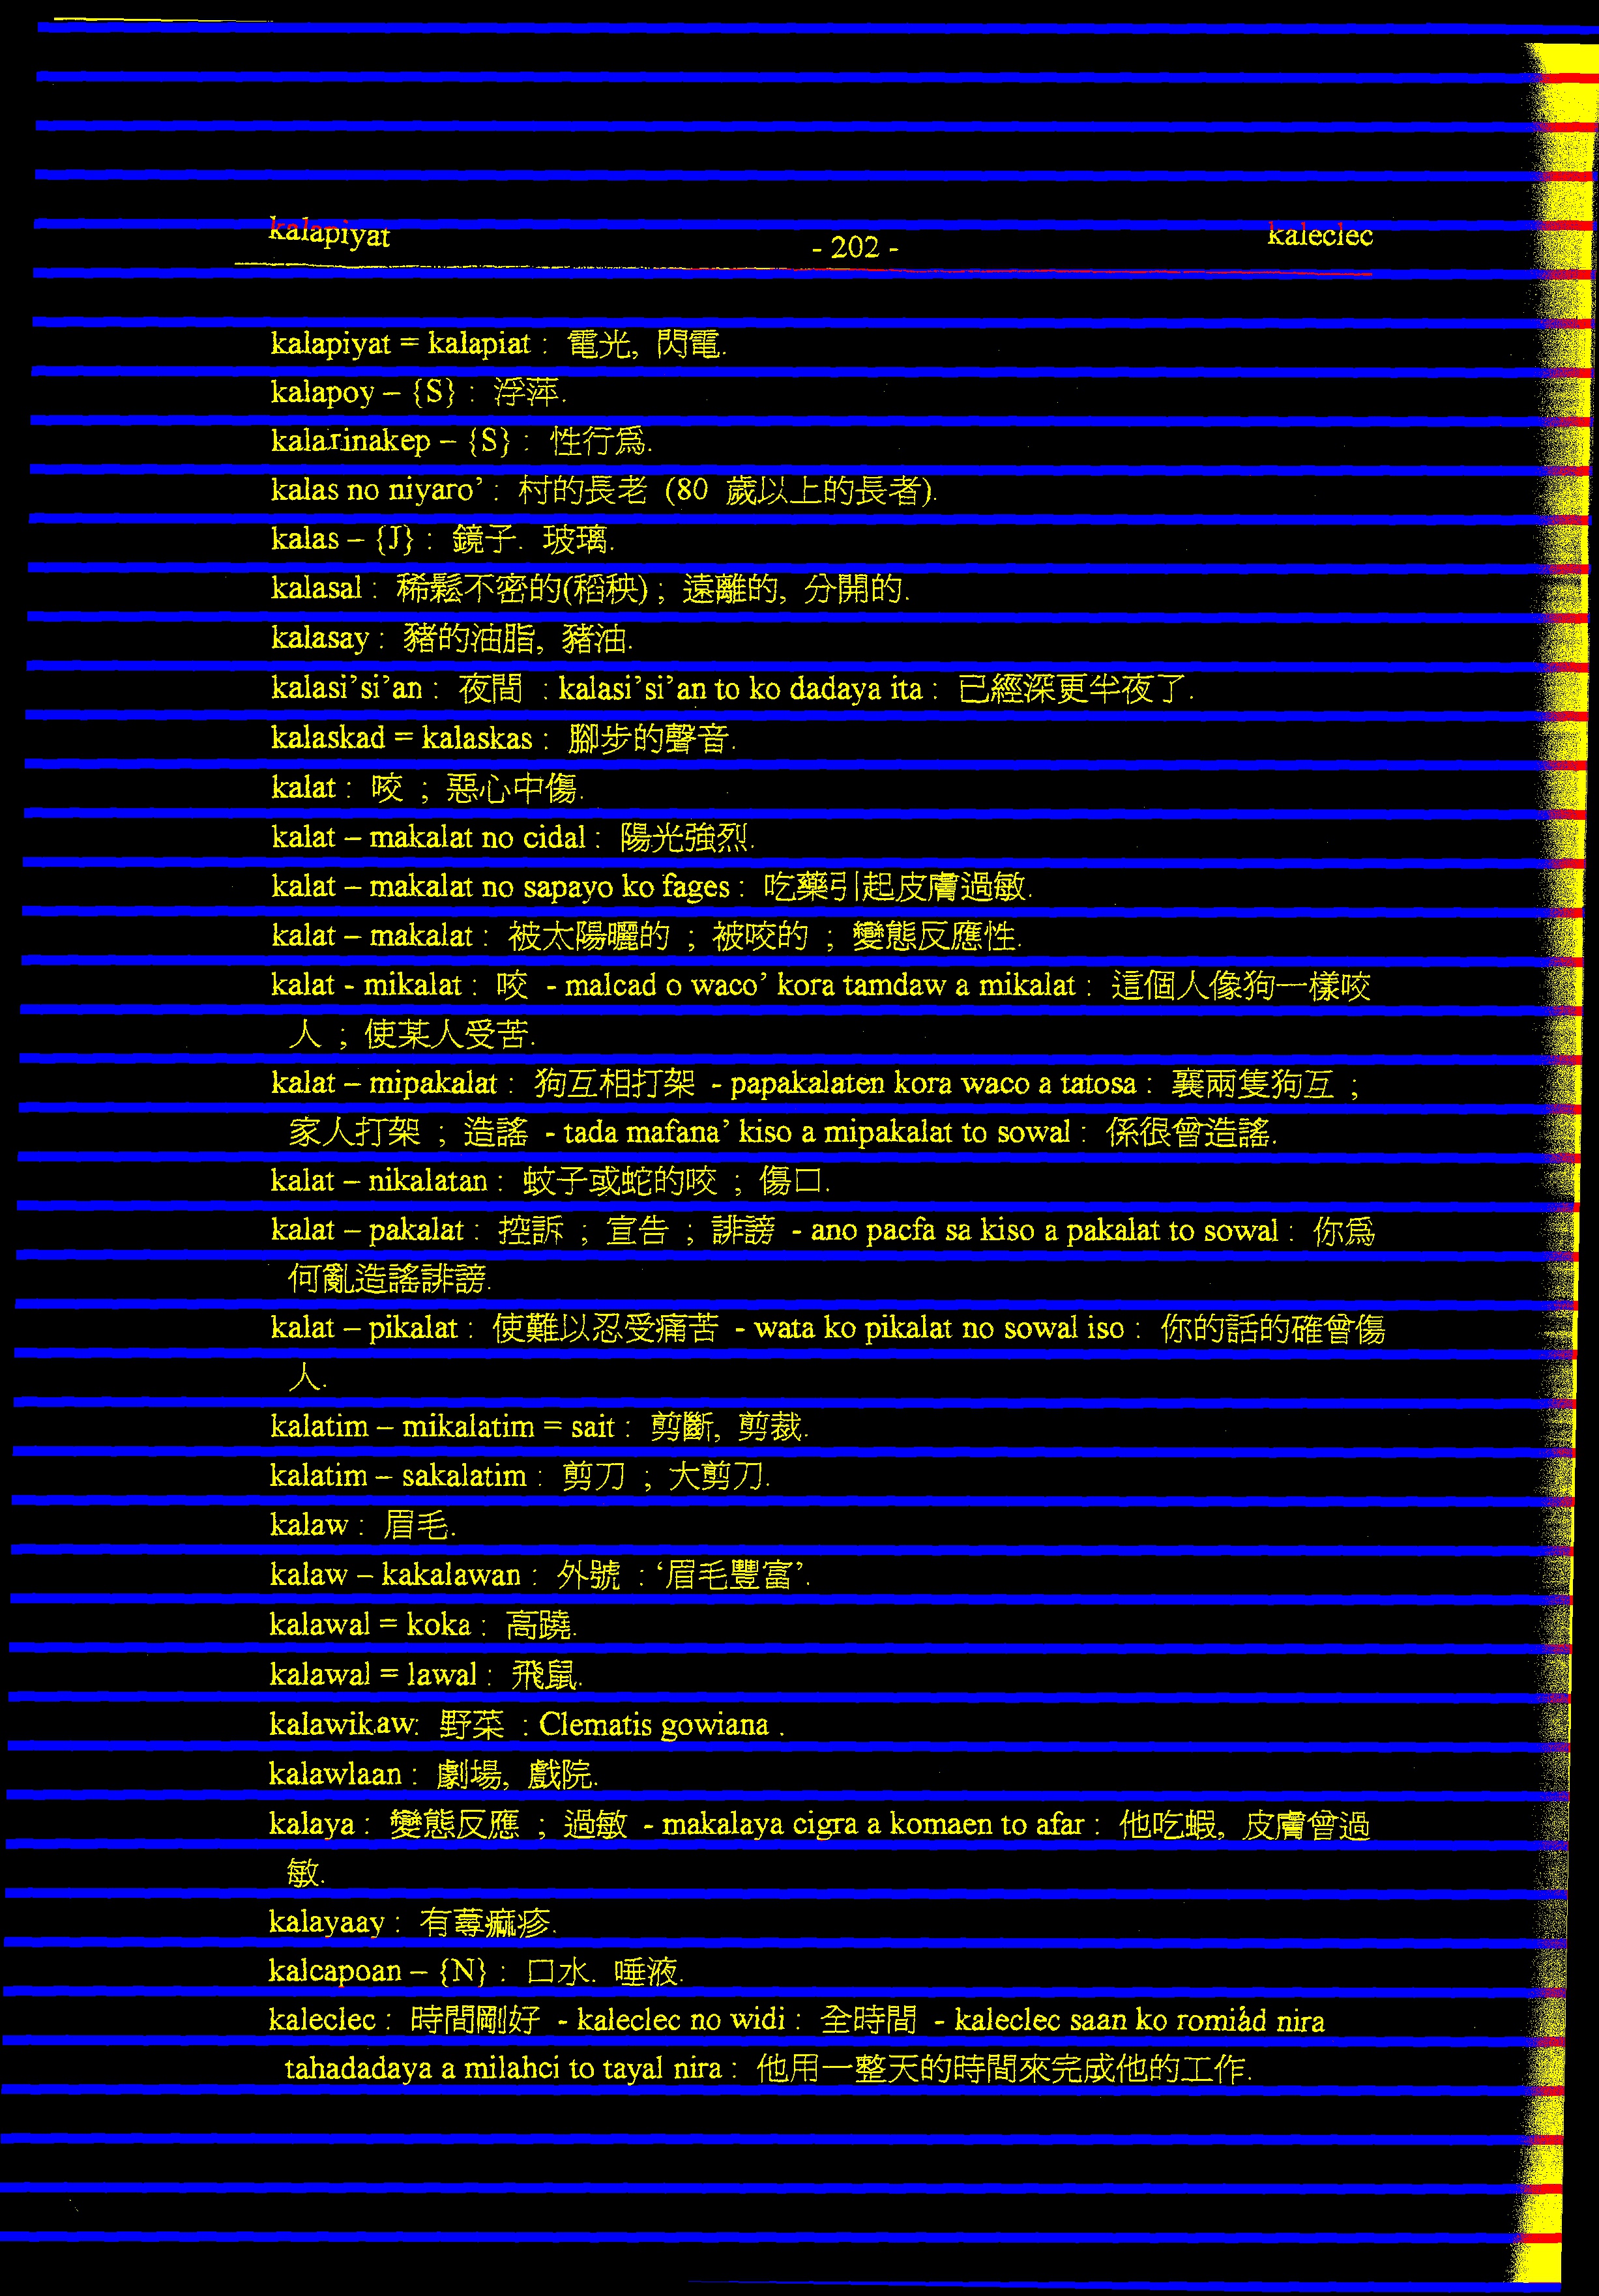 kalapiyat - 202 - kaleclec
kalapiyat = kalapiat : 電光, 閃電.
kalapoy – {S} : 浮萍.
kalarinakep – {S} : 性行為.
kalas no niyaro’ : 村的長老 (80 歲以上的長者).
kalas – {J} : 鏡子. 玻璃.
kalasal : 稀鬆不密的(稻秧) ; 遠離的, 分開的.
kalasay : 豬的油脂, 豬油.
kalasi’si’an : 夜間 : kalasi’si’an to ko dadaya ita : 已經深更半夜了.
kalaskad = kalaskas : 腳步的聲音.
kalat : 咬 ; 惡心中傷.
kalat – makalat no cidal : 陽光強烈.
kalat – makalat no sapayo ko fages : 吃藥引起皮膚過敏.
kalat – makalat : 被太陽曬的 ; 被咬的 ; 變態反應性.
kalat - mikalat : 咬 - malcad o waco’ kora tamdaw a mikalat : 這個人像狗一樣咬
人 ; 使某人受苦.
kalat – mipakalat : 狗互相打架 - papakalaten kora waco a tatosa : 襄兩隻狗互 ;
家人打架 ; 造謠 - tada mafana’ kiso a mipakalat to sowal : 係很曾造謠.
kalat – nikalatan : 蚊子或蛇的咬 ; 傷口.
kalat – pakalat : 控訴 ; 宣告 ; 誹謗 - ano pacfa sa kiso a pakalat to sowal : 你為
何亂造謠誹謗.
kalat – pikalat : 使難以忍受痛苦 - wata ko pikalat no sowal iso : 你的話的確曾傷
人.
kalatim – mikalatim = sait : 剪斷, 剪裁.
kalatim – sakalatim : 剪刀 ; 大剪刀.
kalaw : 眉毛.
kalaw – kakalawan : 外號 : ‘眉毛豐富’.
kalawal = koka : 高蹺.
kalawal = lawal : 飛鼠.
kalawikaw: 野菜 : Clematis gowiana .
kalawlaan : 劇場, 戲院.
kalaya : 變態反應 ; 過敏 - makalaya cigra a komaen to afar : 他吃蝦, 皮膚曾過
敏.
kalayaay : 有蕁痲疹.
kalcapoan – {N} : 口水. 唾液.
kaleclec : 時間剛好 - kaleclec no widi : 全時間 - kaleclec saan ko romiàd nira
tahadadaya a milahci to tayal nira : 他用一整天的時間來完成他的工作.